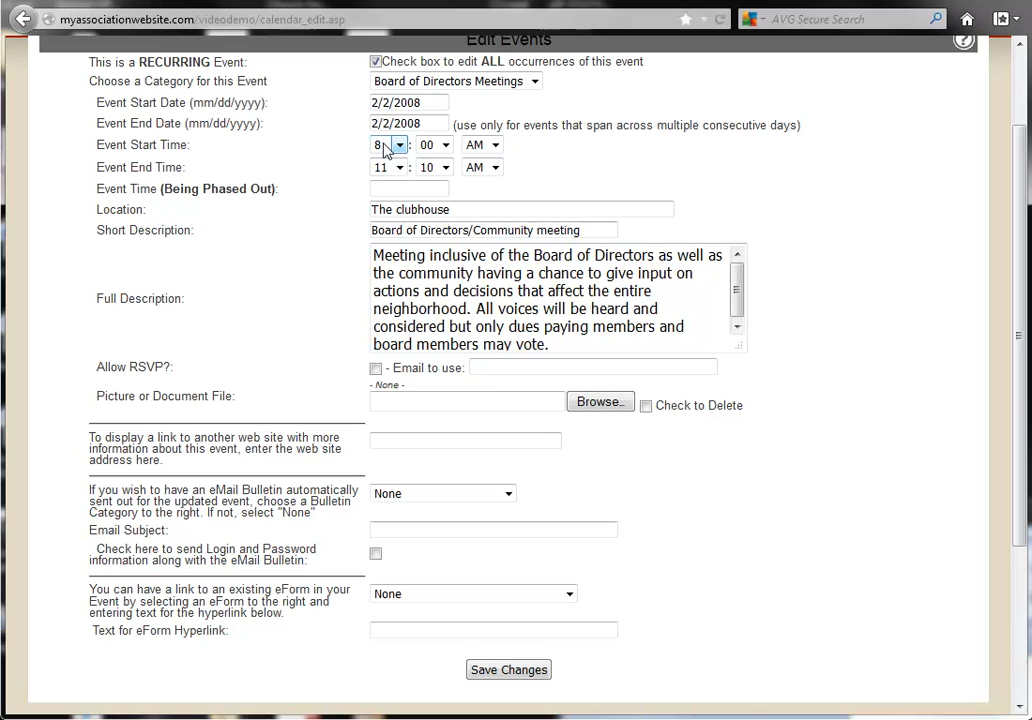 myassociationwebsite.com/videodemo/calendar_edit.asp
AVG Secure Search
Edit Events
This is a RECURRING Event: Check box to edit ALL occurrences of this event
Choose a Category for this Event Board of Directors Meetings
Event Start Date (mm/dd/yyyy): 2/2/2008
Event End Date (mm/dd/yyyy): 2/2/2008 (use only for events that span across multiple consecutive days)
Event Start Time: 8 : 00 AM
Event End Time: 11 : 10 AM
Event Time (Being Phased Out):
Location: The clubhouse
Short Description: Board of Directors/Community meeting
Full Description:
Meeting inclusive of the Board of Directors as well as
the community having a chance to give input on
actions and decisions that affect the entire
neighborhood. All voices will be heard and
considered but only dues paying members and
board members may vote.
Allow RSVP?: - Email to use:
- None -
Picture or Document File: Browse... Check to Delete
To display a link to another web site with more
information about this event, enter the web site
address here.
If you wish to have an eMail Bulletin automatically
sent out for the updated event, choose a Bulletin
Category to the right. If not, select "None"
None
Email Subject:
Check here to send Login and Password
information along with the eMail Bulletin:
You can have a link to an existing eForm in your
Event by selecting an eForm to the right and
entering text for the hyperlink below.
None
Text for eForm Hyperlink:
Save Changes